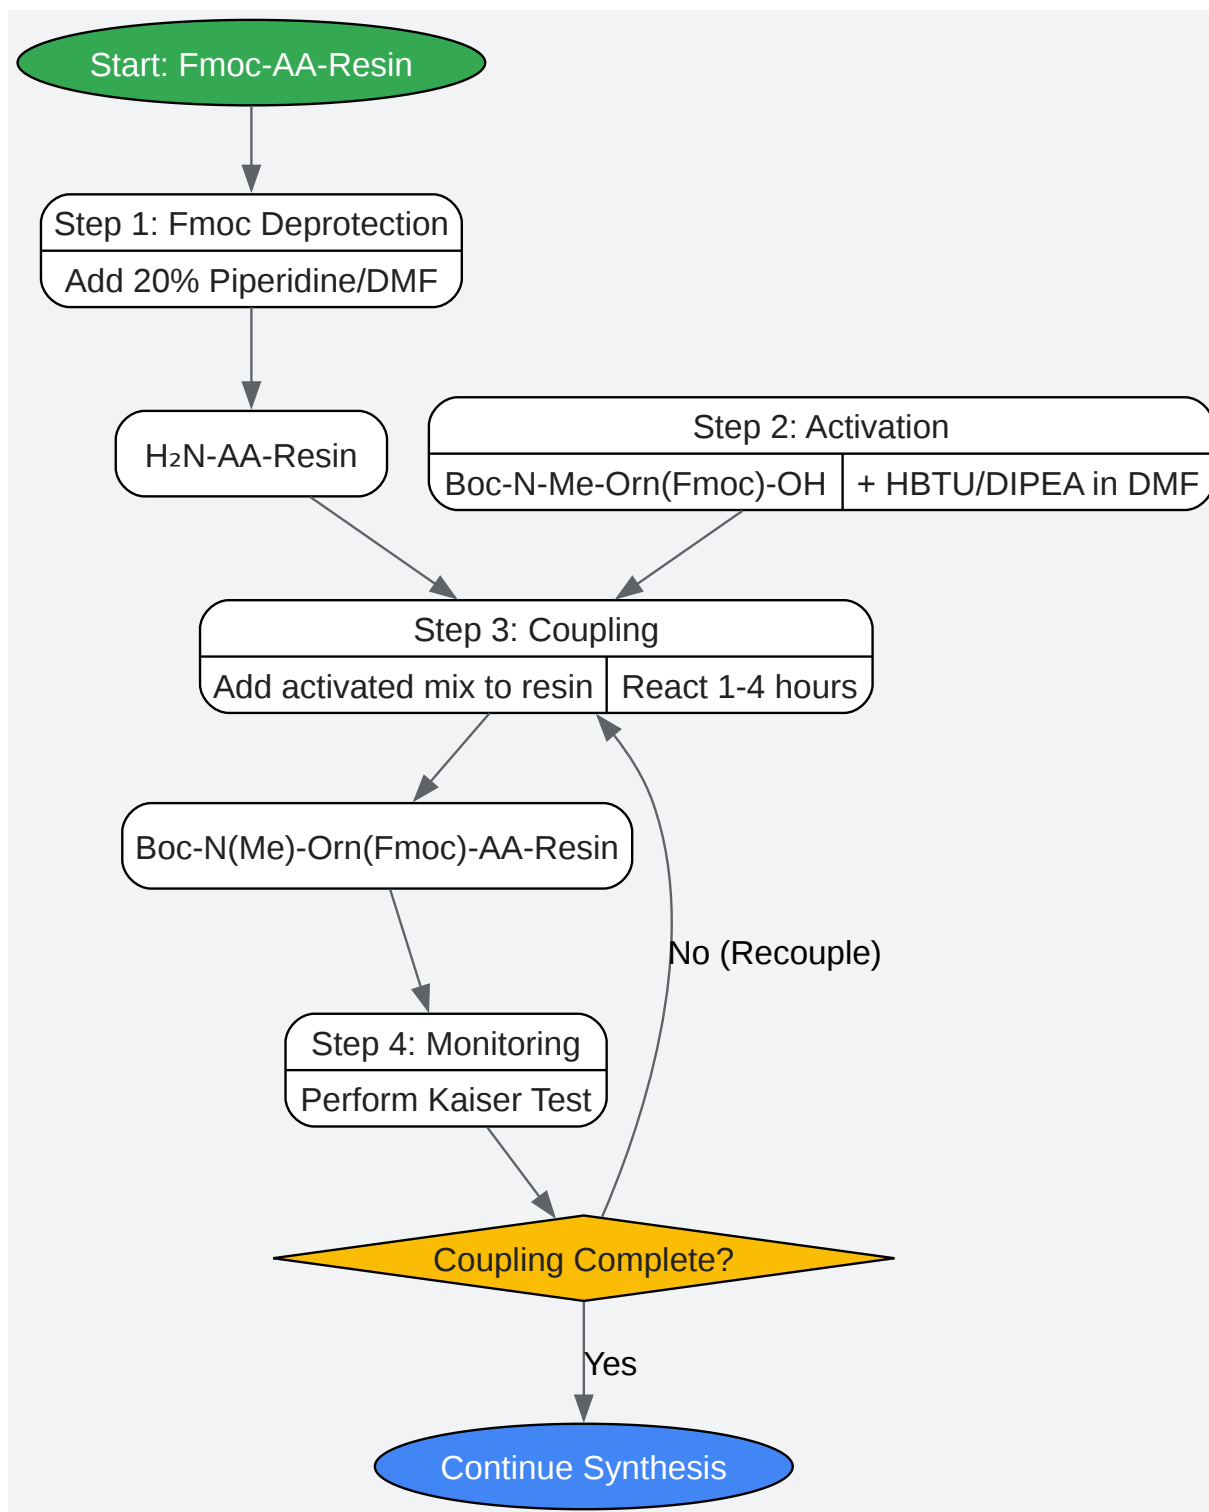 Start: Fmoc-AA-Resin
Step 1: Fmoc Deprotection
Add 20% Piperidine/DMF
H₂N-AA-Resin
Step 2: Activation
Boc-N-Me-Orn(Fmoc)-OH
+ HBTU/DIPEA in DMF
Step 3: Coupling
Add activated mix to resin
React 1-4 hours
Boc-N(Me)-Orn(Fmoc)-AA-Resin
No (Recouple)
Step 4: Monitoring
Perform Kaiser Test
Coupling Complete?
Yes
Continue Synthesis